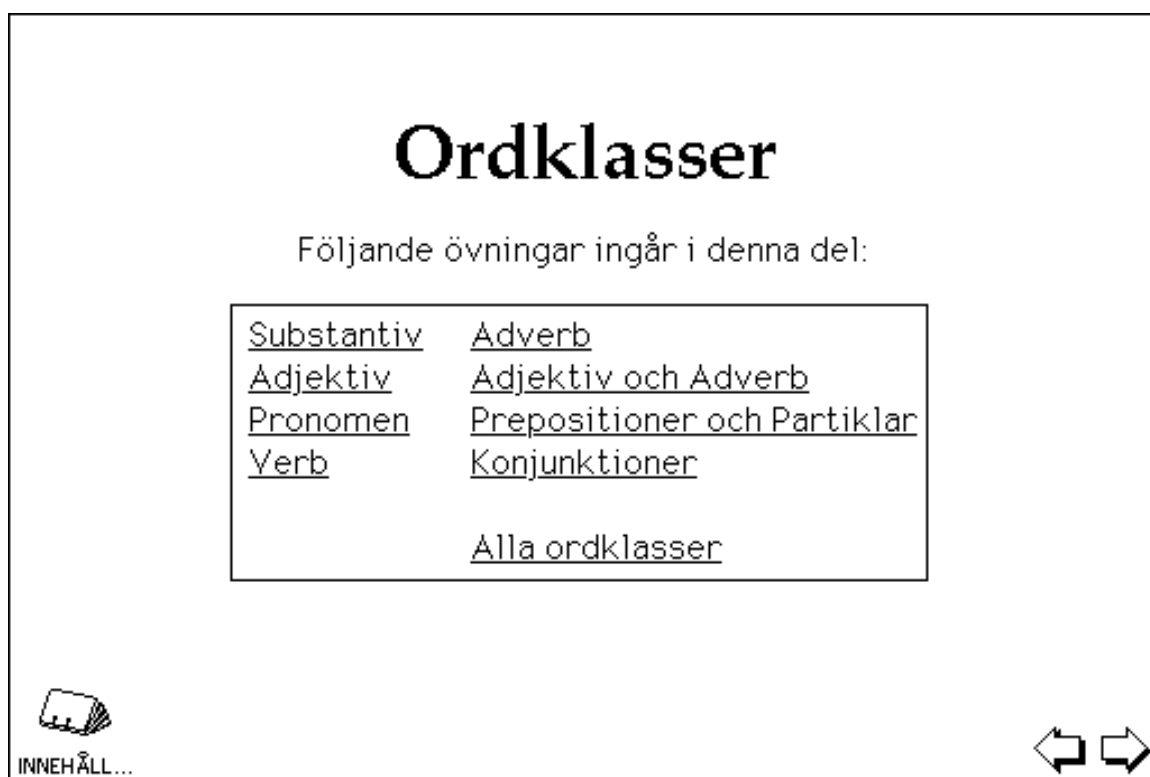 Ordklasser
Följande övningar ingår i denna del:
Substantiv Adverb
Adjektiv Adjektiv och Adverb
Pronomen Prepositioner och Partiklar
Verb Konjunktioner
Alla ordklasser
INNEHÅLL...